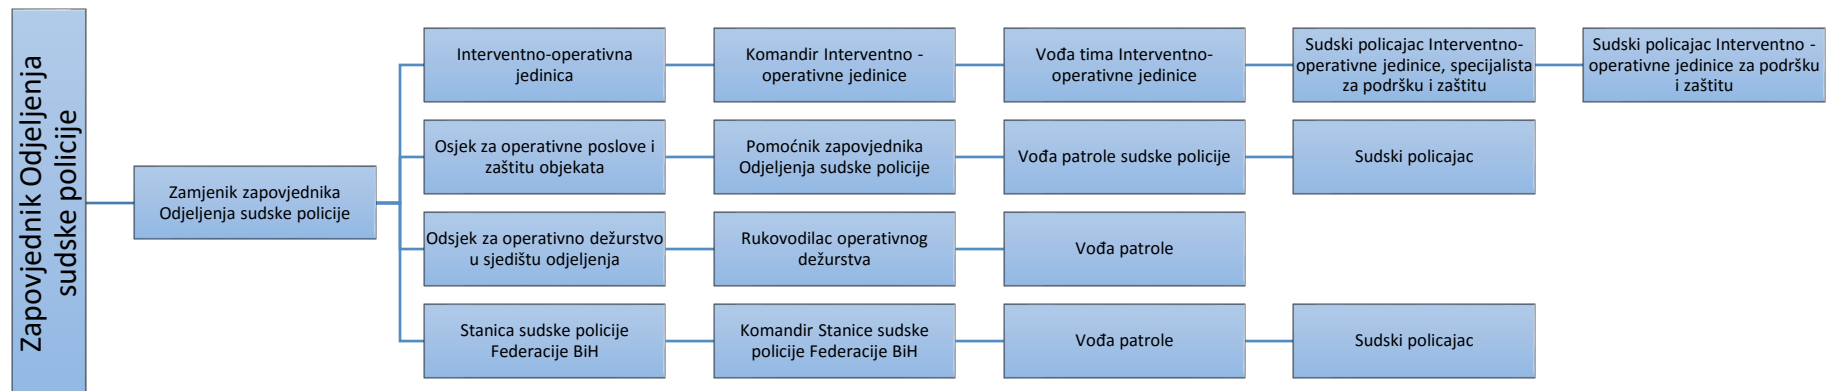 Zapovjednik Odjeljenja
sudske policije
Zamjenik zapovjednika
Odjeljenja sudske policije
Interventno-operativna
jedinica
Komandir Interventno -
operativne jedinice
Vođa tima Interventno-
operativne jedinice
Sudski policajac Interventno-
operativne jedinice, specijalista
za podršku i zaštitu
Sudski policajac Interventno -
operativne jedinice za podršku
i zaštitu
Osjek za operativne poslove i
zaštitu objekata
Pomoćnik zapovjednika
Odjeljenja sudske policije
Vođa patrole sudske policije
Sudski policajac
Odsjek za operativno dežurstvo
u sjedištu odjeljenja
Rukovodilac operativnog
dežurstva
Vođa patrole
Stanica sudske policije
Federacije BiH
Komandir Stanice sudske
policije Federacije BiH
Vođa patrole
Sudski policajac